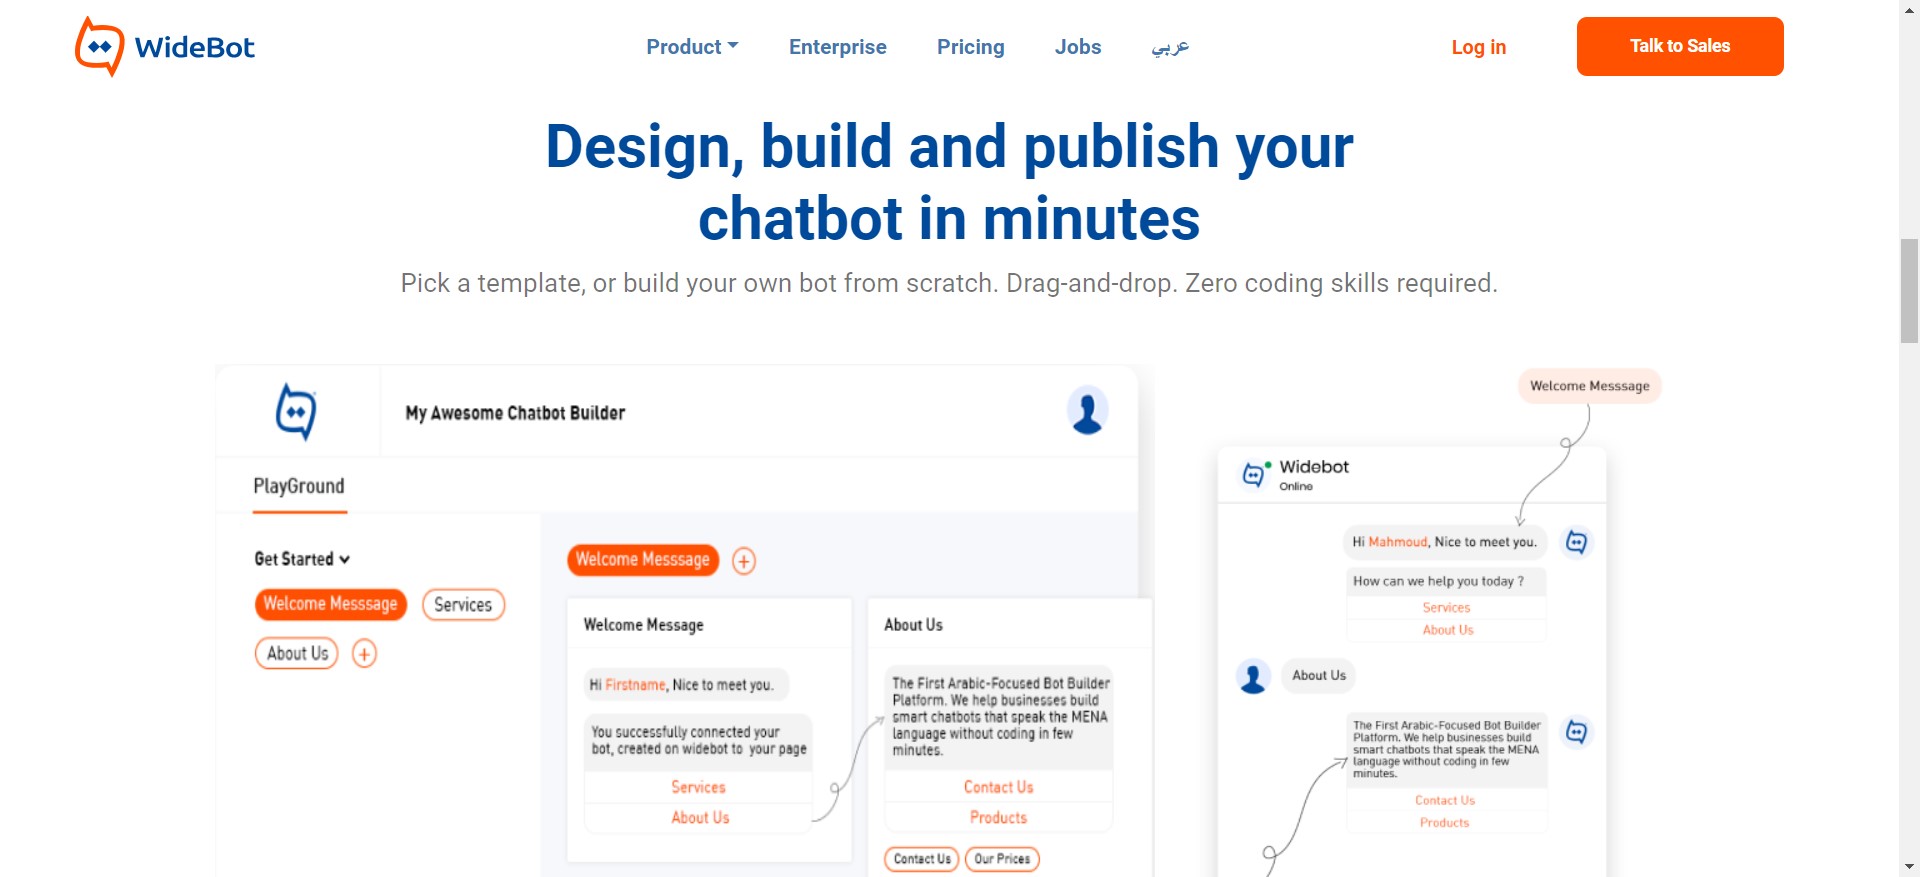 WideBot
Product
Enterprise
Pricing
Jobs
عربي
Log in
Talk to Sales
Design, build and publish your
chatbot in minutes
Pick a template, or build your own bot from scratch. Drag-and-drop. Zero coding skills required.
My Awesome Chatbot Builder
PlayGround
Get Started
Welcome Messsage
Services
About Us
Welcome Messsage
Welcome Message
Hi Firstname, Nice to meet you.
You successfully connected your
bot, created on widebot to your page
Services
About Us
About Us
The First Arabic-Focused Bot Builder
Platform. We help businesses build
smart chatbots that speak the MENA
language without coding in few
minutes.
Contact Us
Products
Contact Us
Our Prices
Welcome Messsage
Widebot
Online
Hi Mahmoud, Nice to meet you.
How can we help you today ?
Services
About Us
About Us
The First Arabic-Focused Bot Builder
Platform. We help businesses build
smart chatbots that speak the MENA
language without coding in few
minutes.
Contact Us
Products